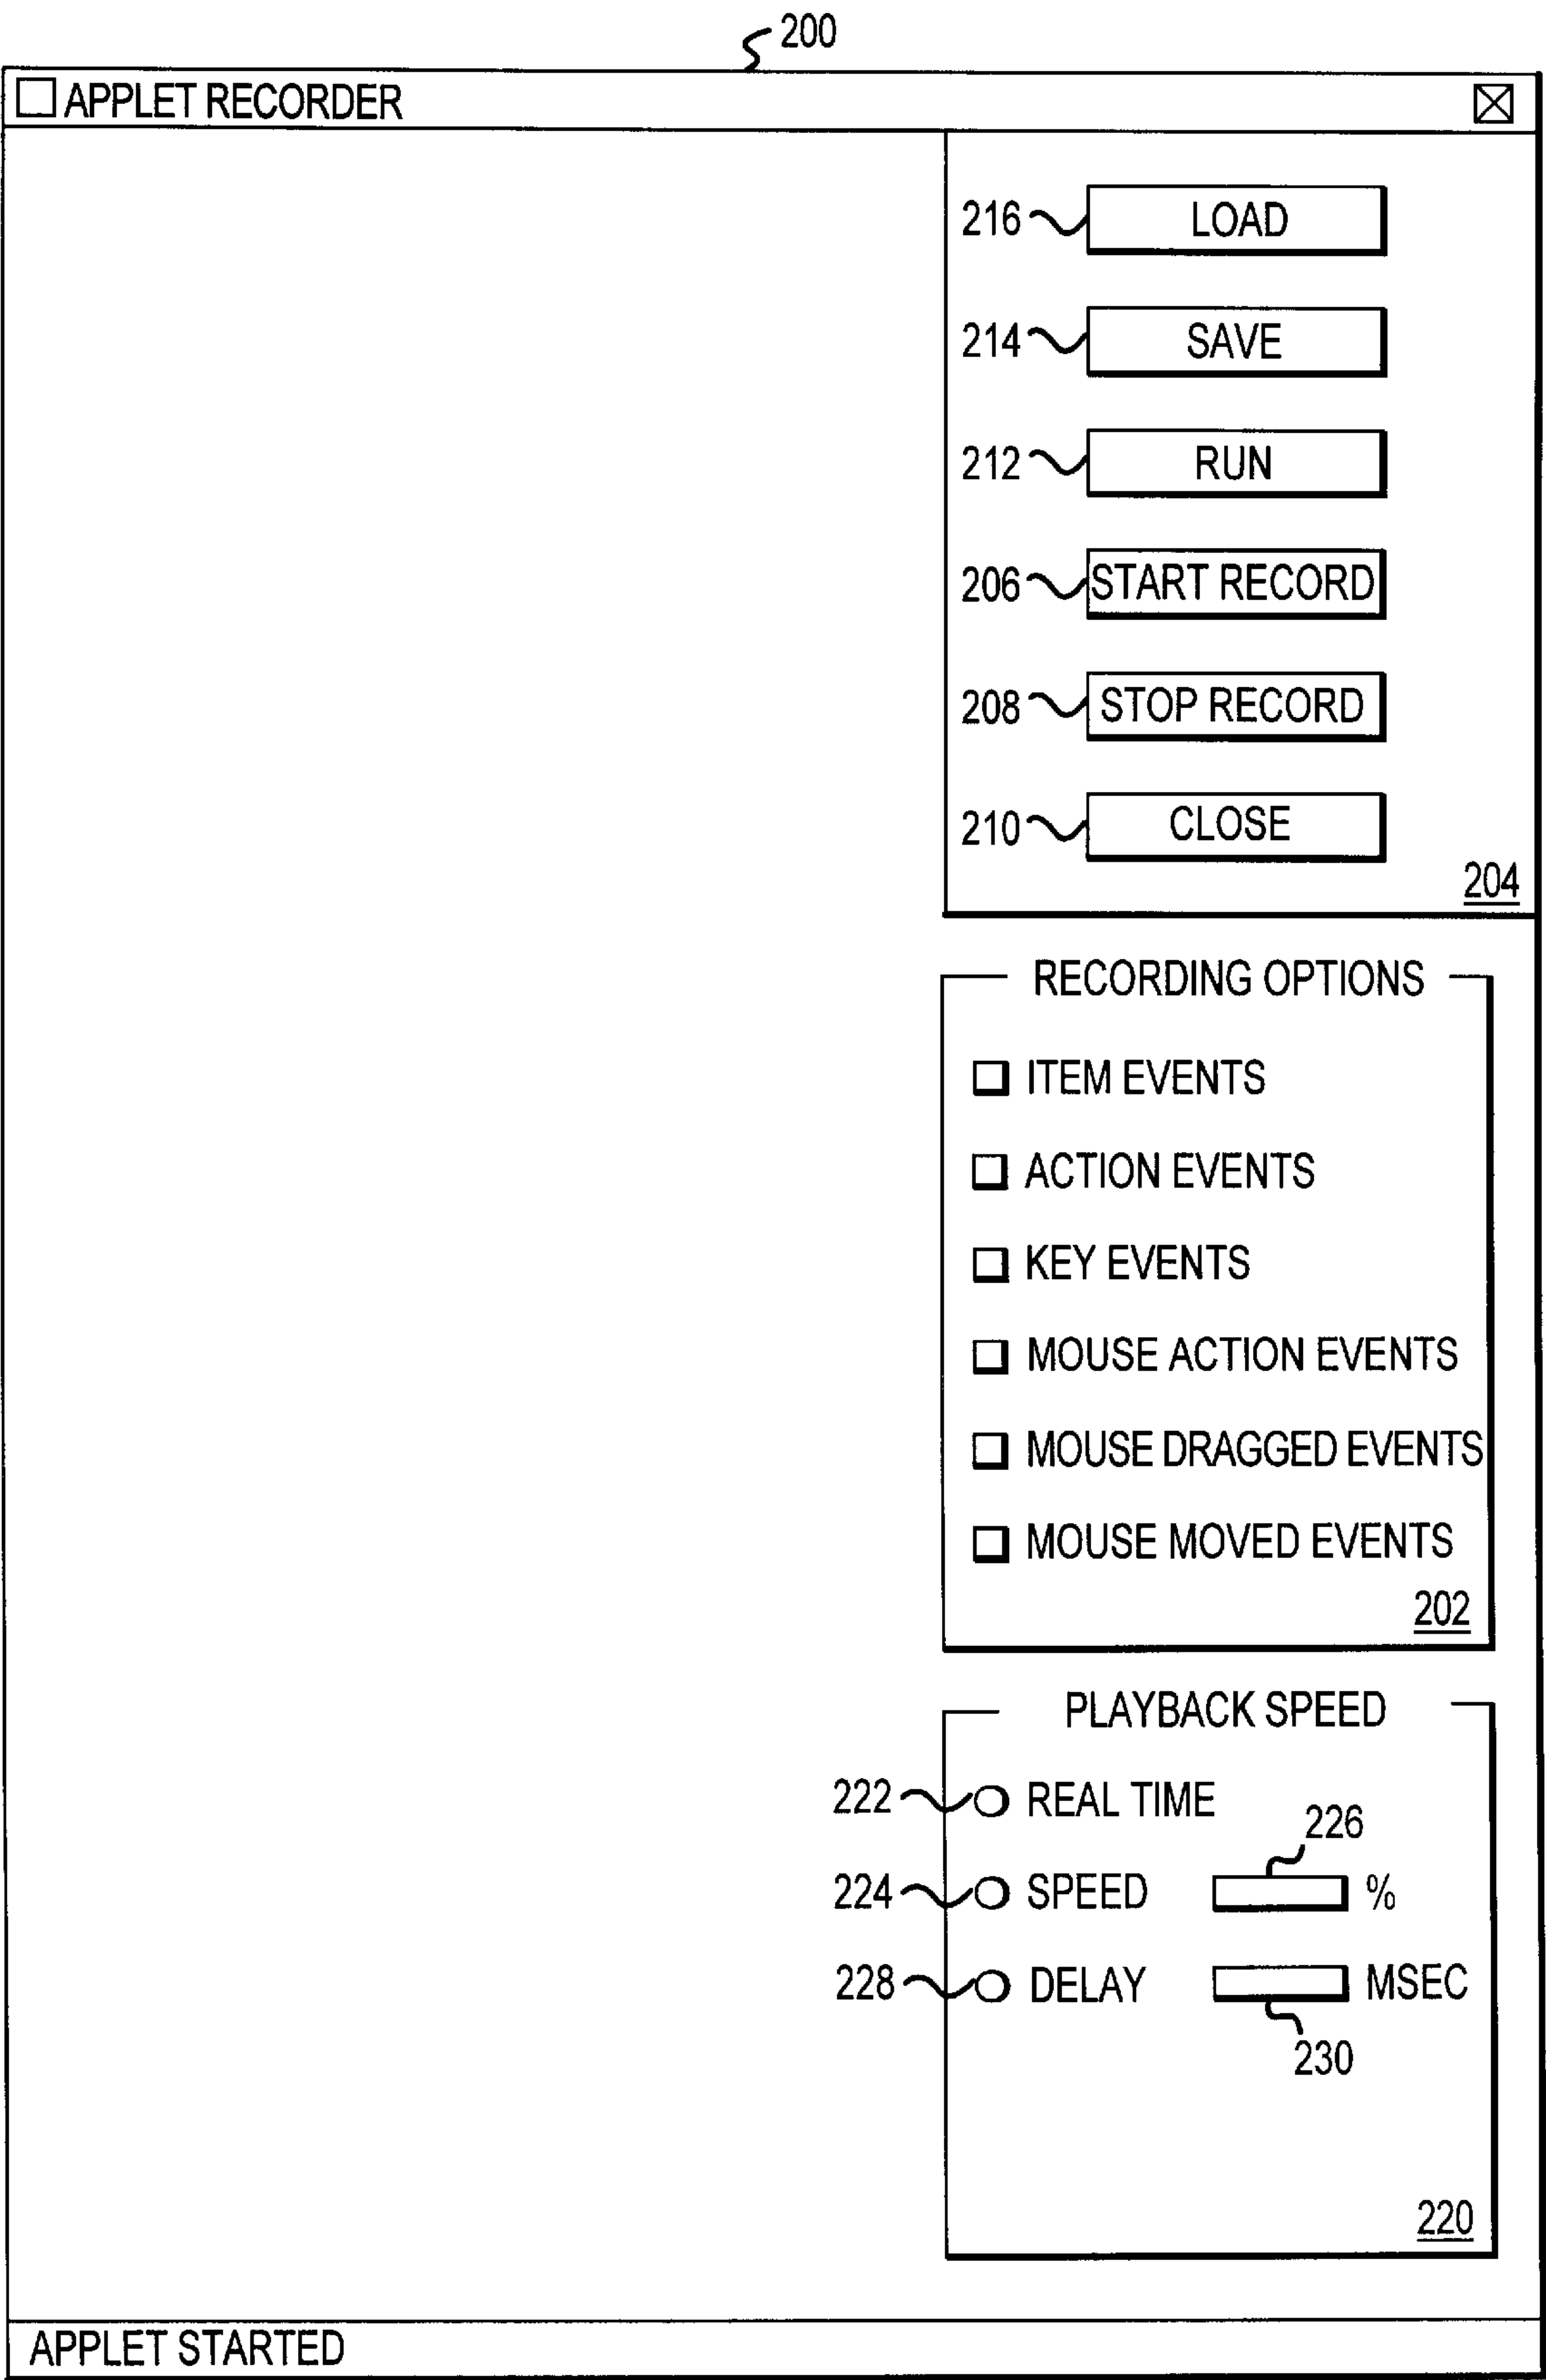 200
APPLET RECORDER
216 LOAD
214 SAVE
212 RUN
206 START RECORD
208 STOP RECORD
210 CLOSE
204
RECORDING OPTIONS
ITEM EVENTS
ACTION EVENTS
KEY EVENTS
MOUSE ACTION EVENTS
MOUSE DRAGGED EVENTS
MOUSE MOVED EVENTS
202
PLAYBACK SPEED
222 REAL TIME
226
224 SPEED %
228 DELAY MSEC
230
220
APPLET STARTED